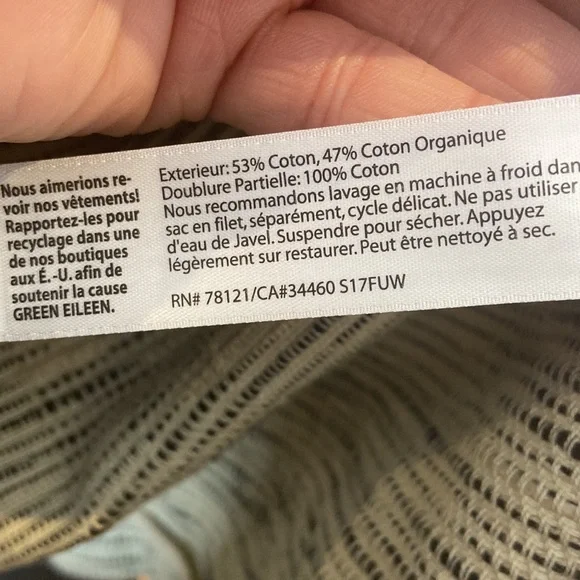 Nous aimerions re-
voir nos vêtements!
Rapportez-les pour
recyclage dans une
de nos boutiques
aux É.-U. afin de
soutenir la cause
GREEN EILEEN.
Exterieur: 53% Coton, 47% Coton Organique
Doublure Partielle: 100% Coton
Nous recommandons lavage en machine à froid dan
sac en filet, séparément, cycle délicat. Ne pas utiliser
d'eau de Javel. Suspendre pour sécher. Appuyez
légèrement sur restaurer. Peut être nettoyé à sec.
RN# 78121/CA#34460 S17FUW